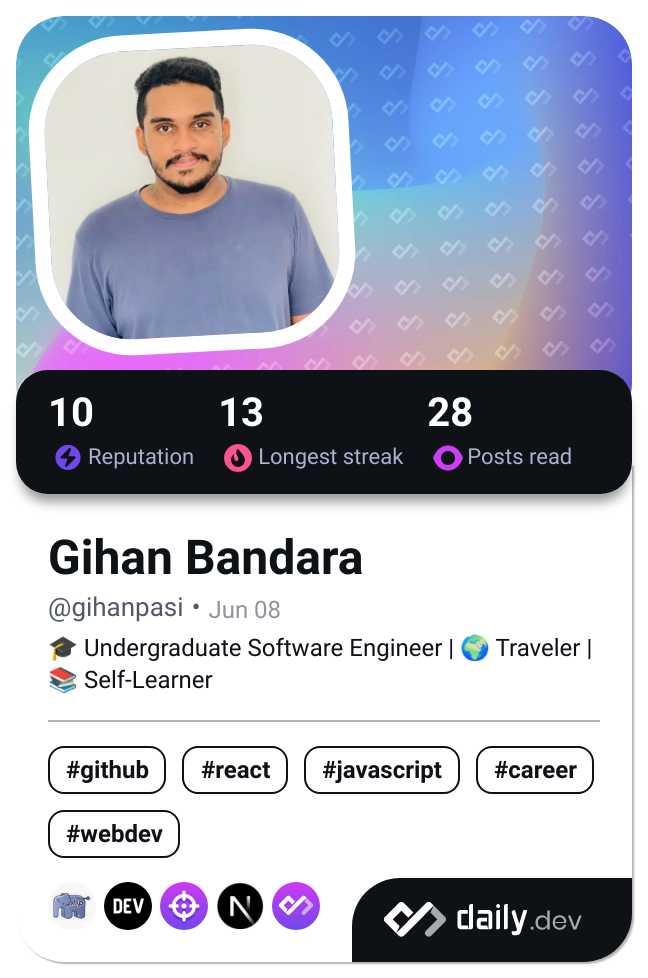 10 13 28
Reputation Longest streak Posts read
Gihan Bandara
@gihanpasi • Jun 08
🎓 Undergraduate Software Engineer | 🌍 Traveler |
📚 Self-Learner
#github #react #javascript #career
#webdev
php DEV N daily.dev